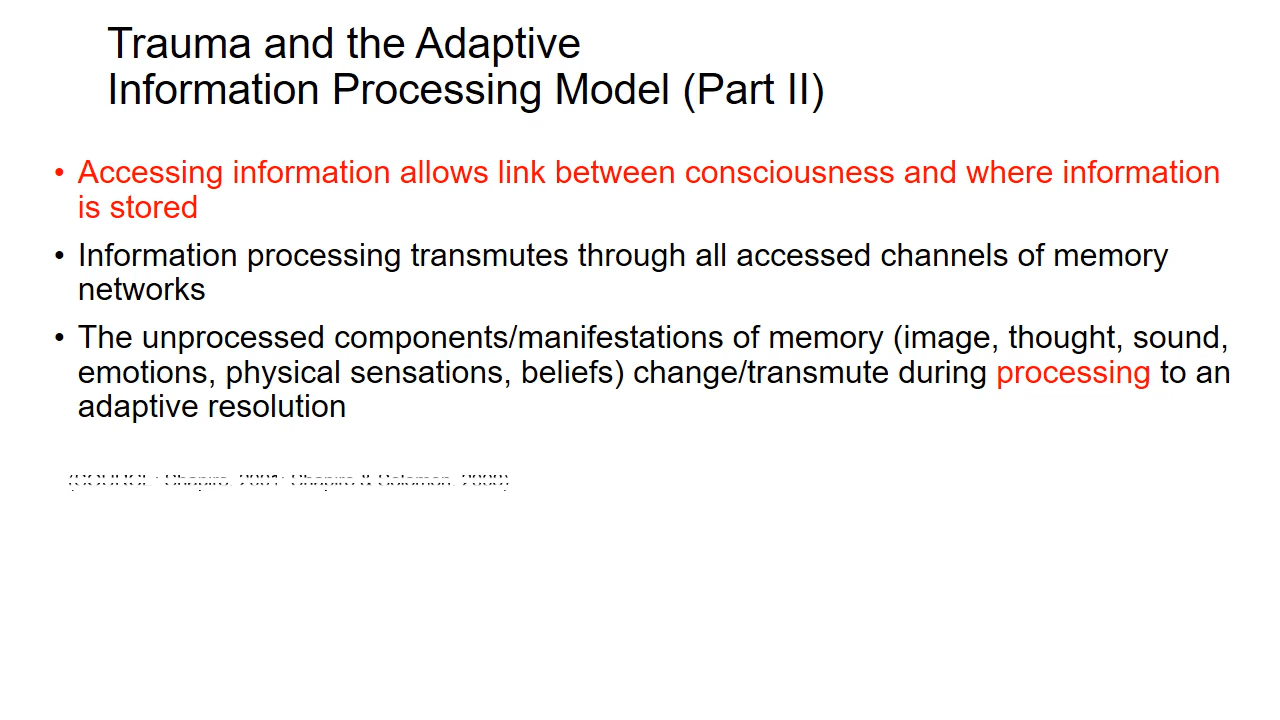 Trauma and the Adaptive
Information Processing Model (Part II)
• Accessing information allows link between consciousness and where information
is stored
• Information processing transmutes through all accessed channels of memory
networks
• The unprocessed components/manifestations of memory (image, thought, sound,
emotions, physical sensations, beliefs) change/transmute during processing to an
adaptive resolution